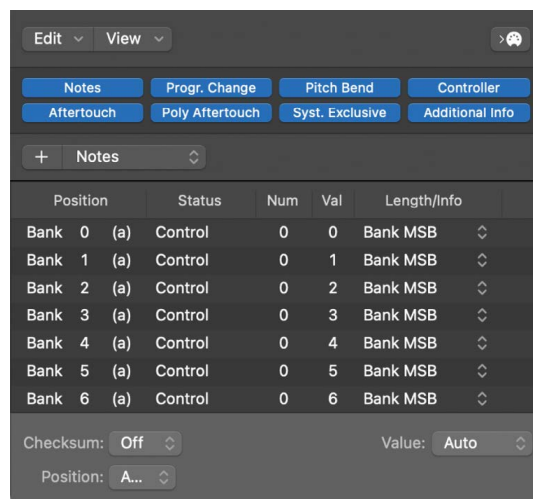 Edit View
Notes Progr. Change Pitch Bend Controller
Aftertouch Poly Aftertouch Syst. Exclusive Additional Info
+ Notes
Position Status Num Val Length/Info
Bank 0 (a) Control 0 0 Bank MSB
Bank 1 (a) Control 0 1 Bank MSB
Bank 2 (a) Control 0 2 Bank MSB
Bank 3 (a) Control 0 3 Bank MSB
Bank 4 (a) Control 0 4 Bank MSB
Bank 5 (a) Control 0 5 Bank MSB
Bank 6 (a) Control 0 6 Bank MSB
Checksum: Off Value: Auto
Position: A...